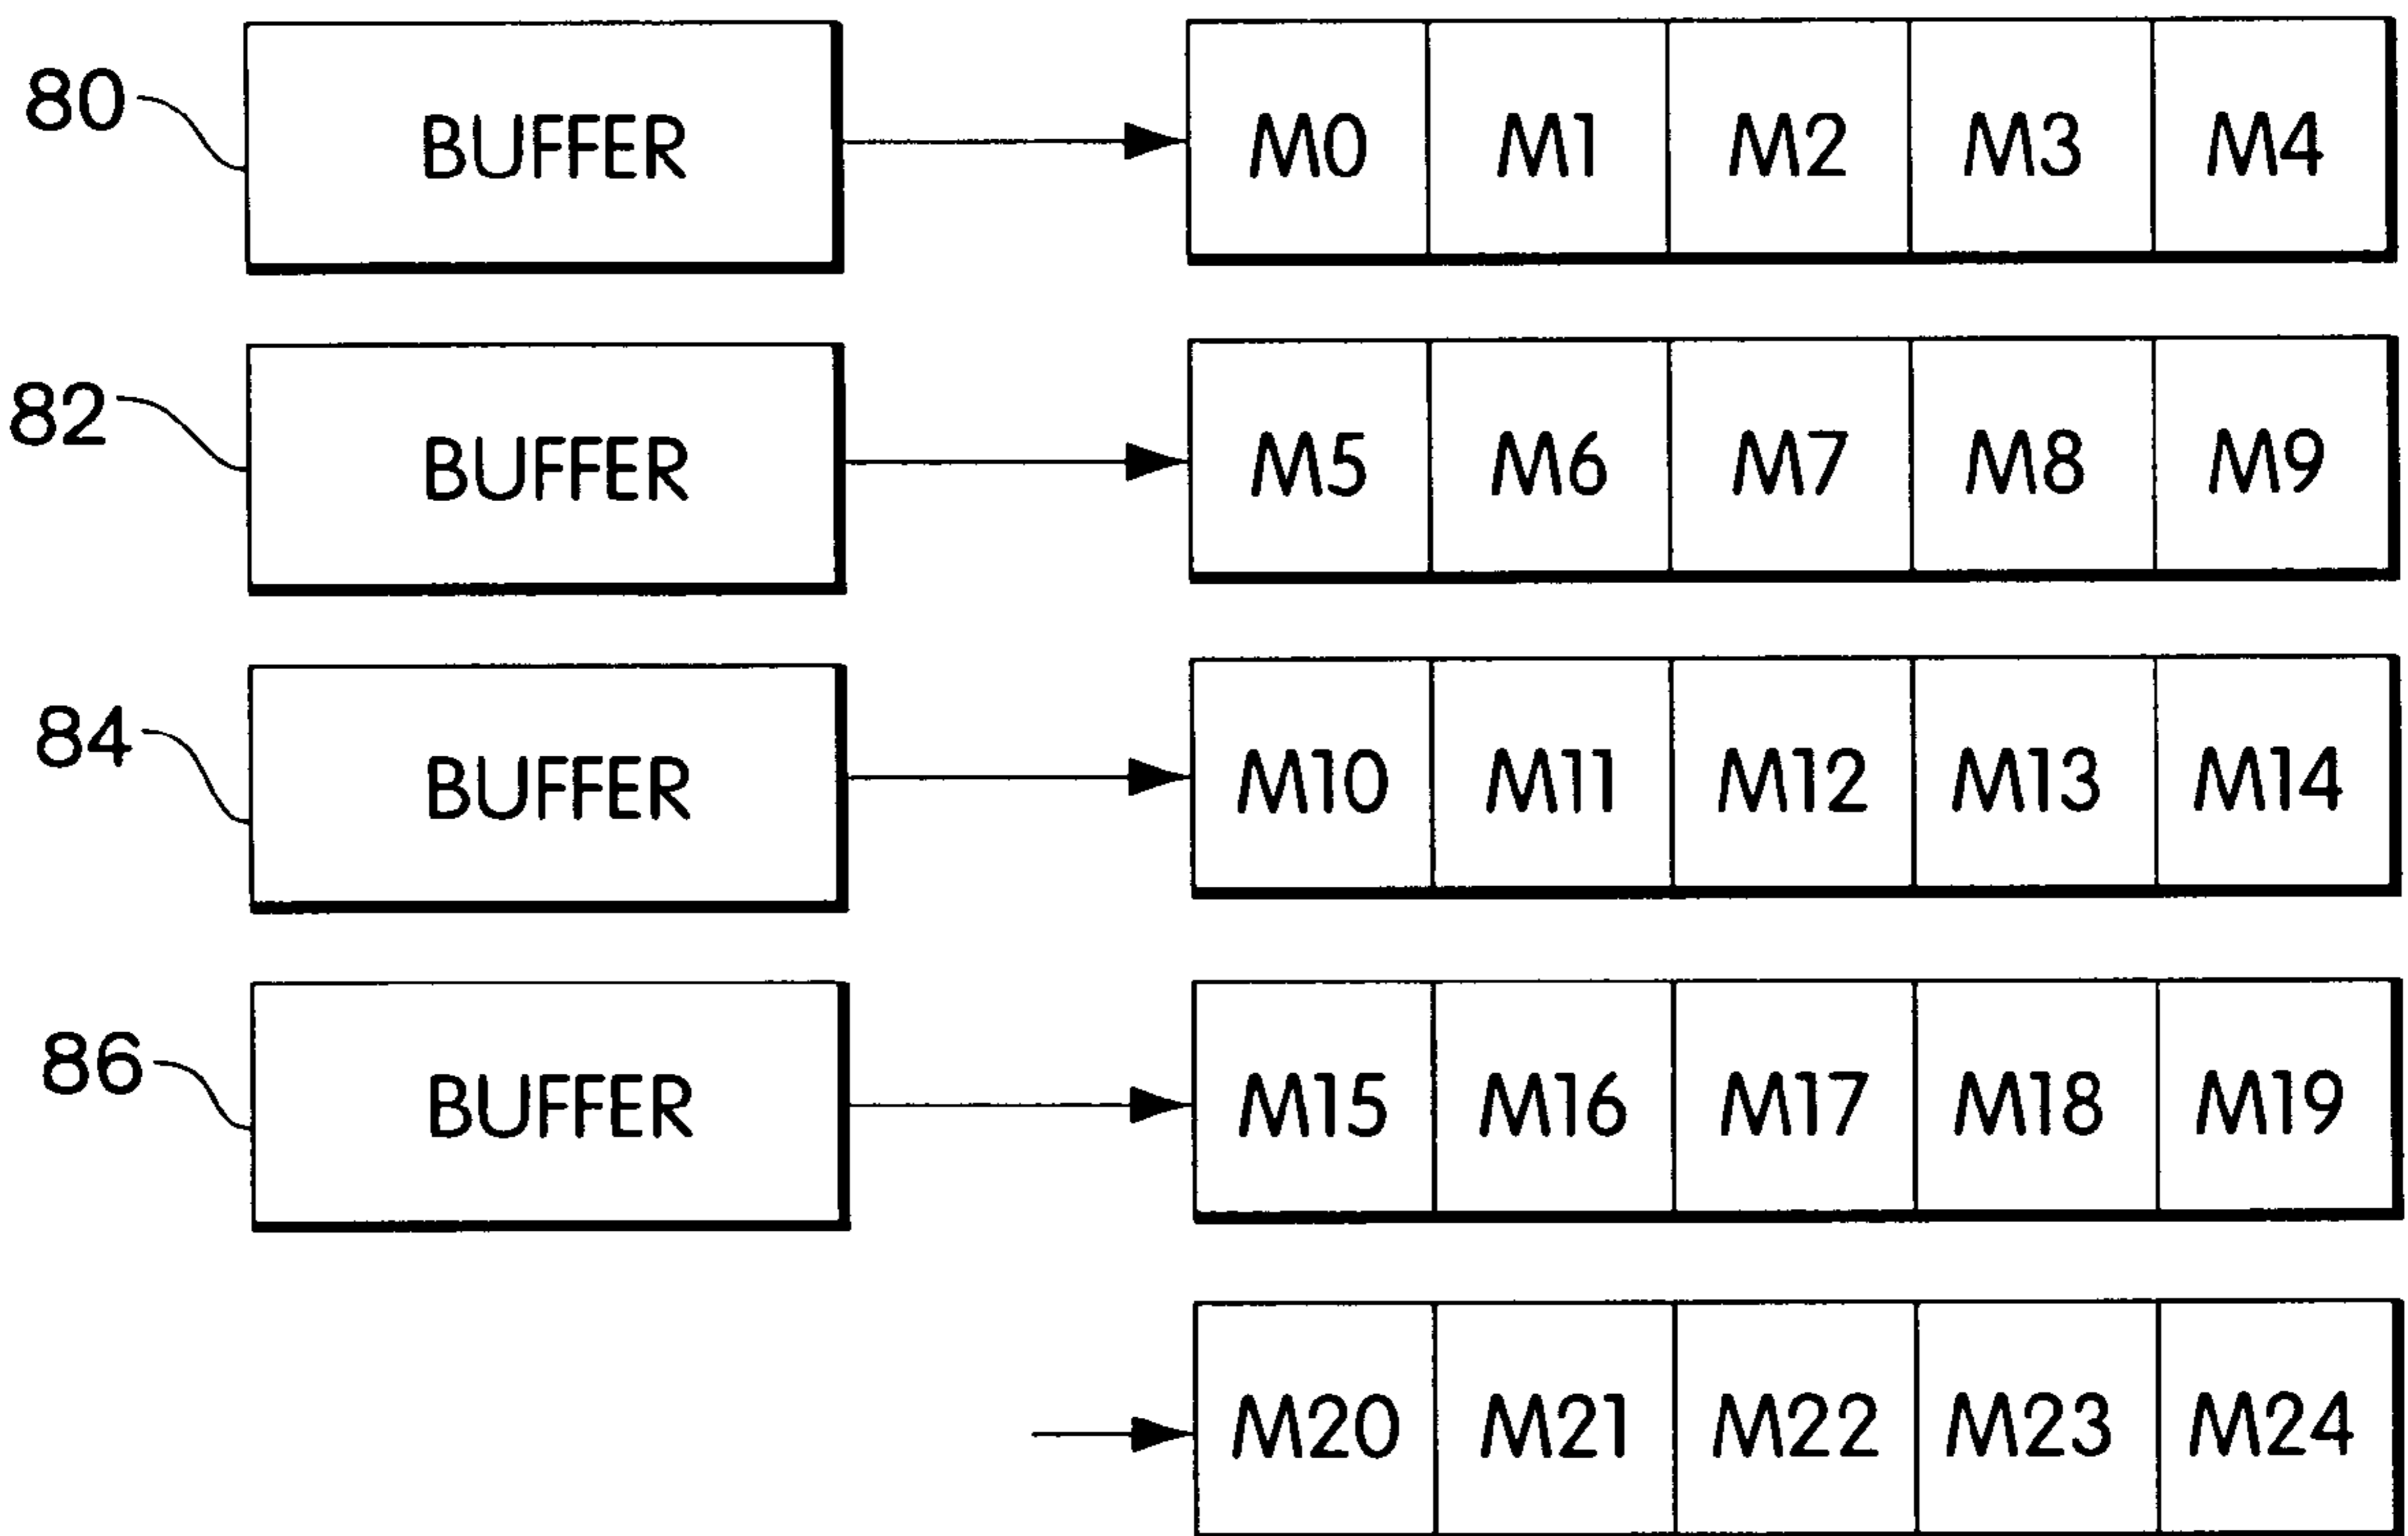 80 BUFFER M0 M1 M2 M3 M4
82 BUFFER M5 M6 M7 M8 M9
84 BUFFER M10 M11 M12 M13 M14
86 BUFFER M15 M16 M17 M18 M19
M20 M21 M22 M23 M24